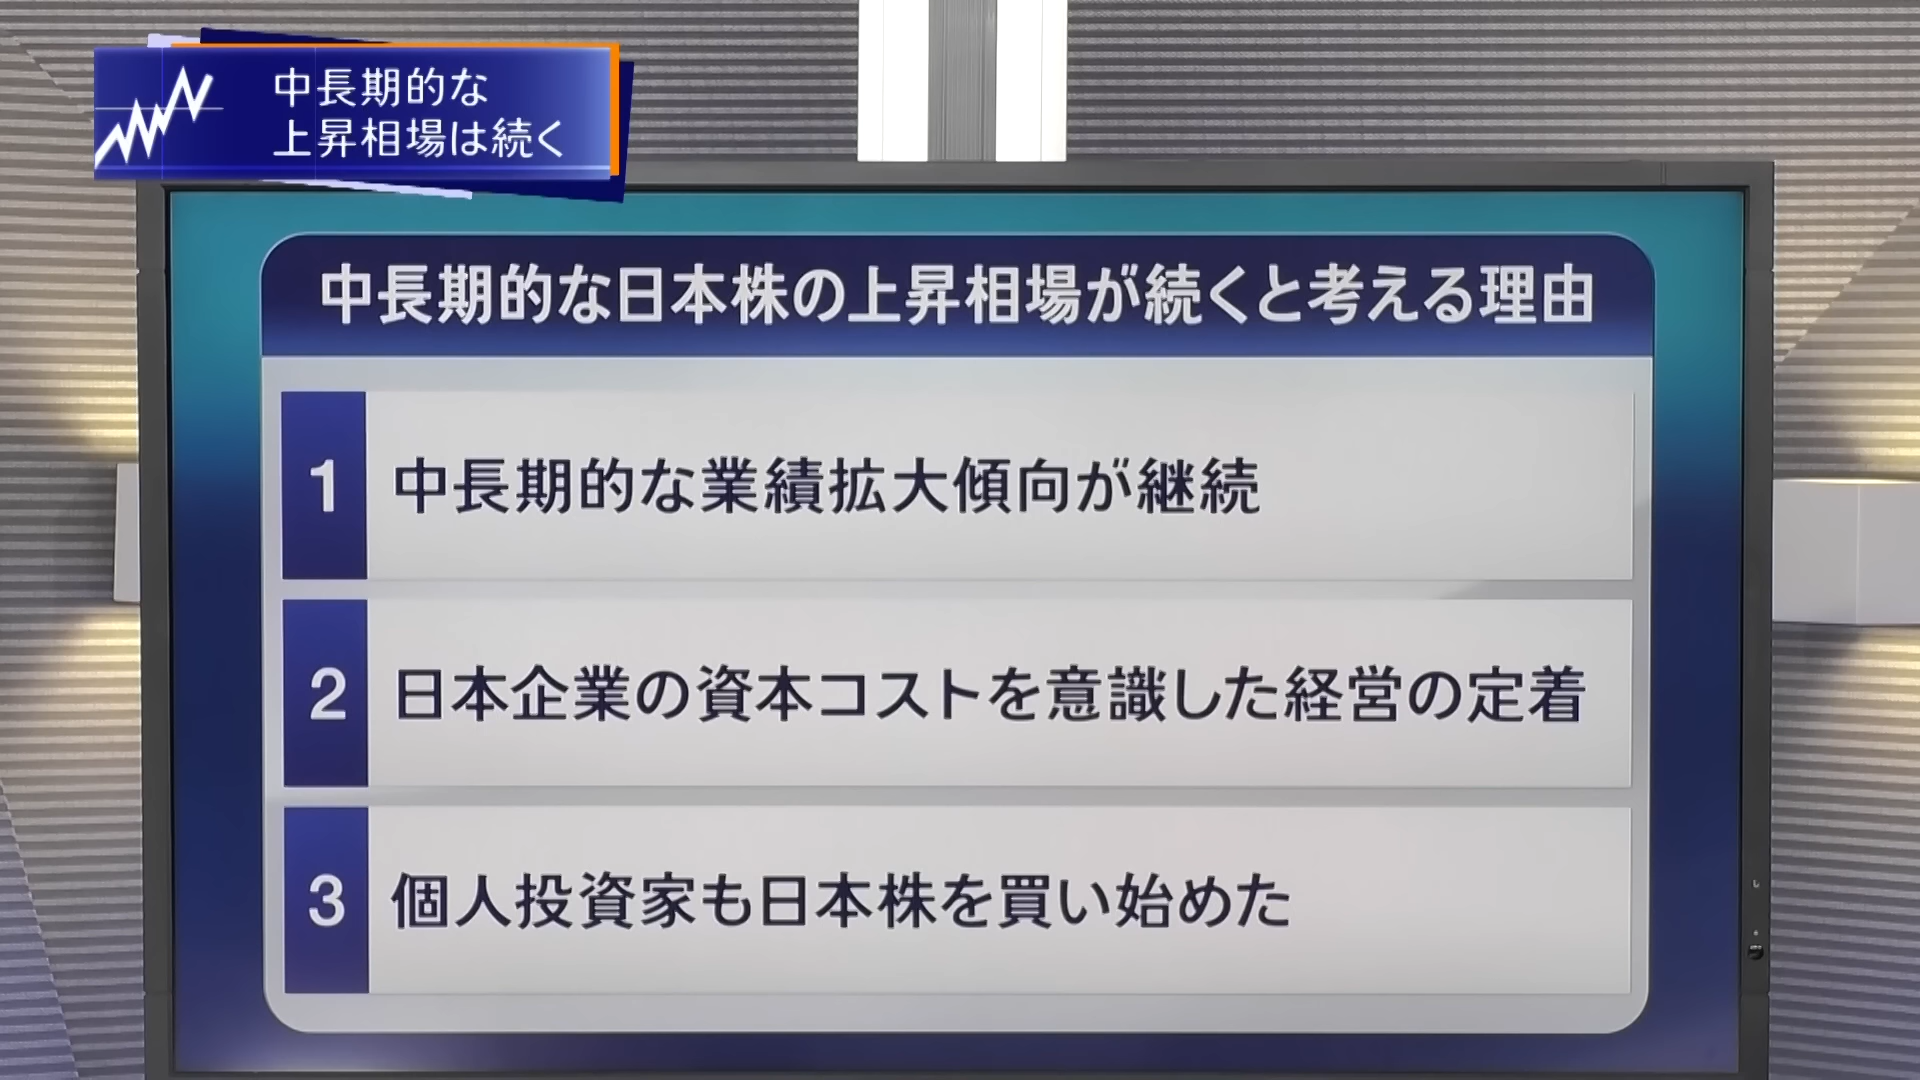 中長期的な
上昇相場は続く
中長期的な日本株の上昇相場が続くと考える理由
1 中長期的な業績拡大傾向が継続
2 日本企業の資本コストを意識した経営の定着
3 個人投資家も日本株を買い始めた